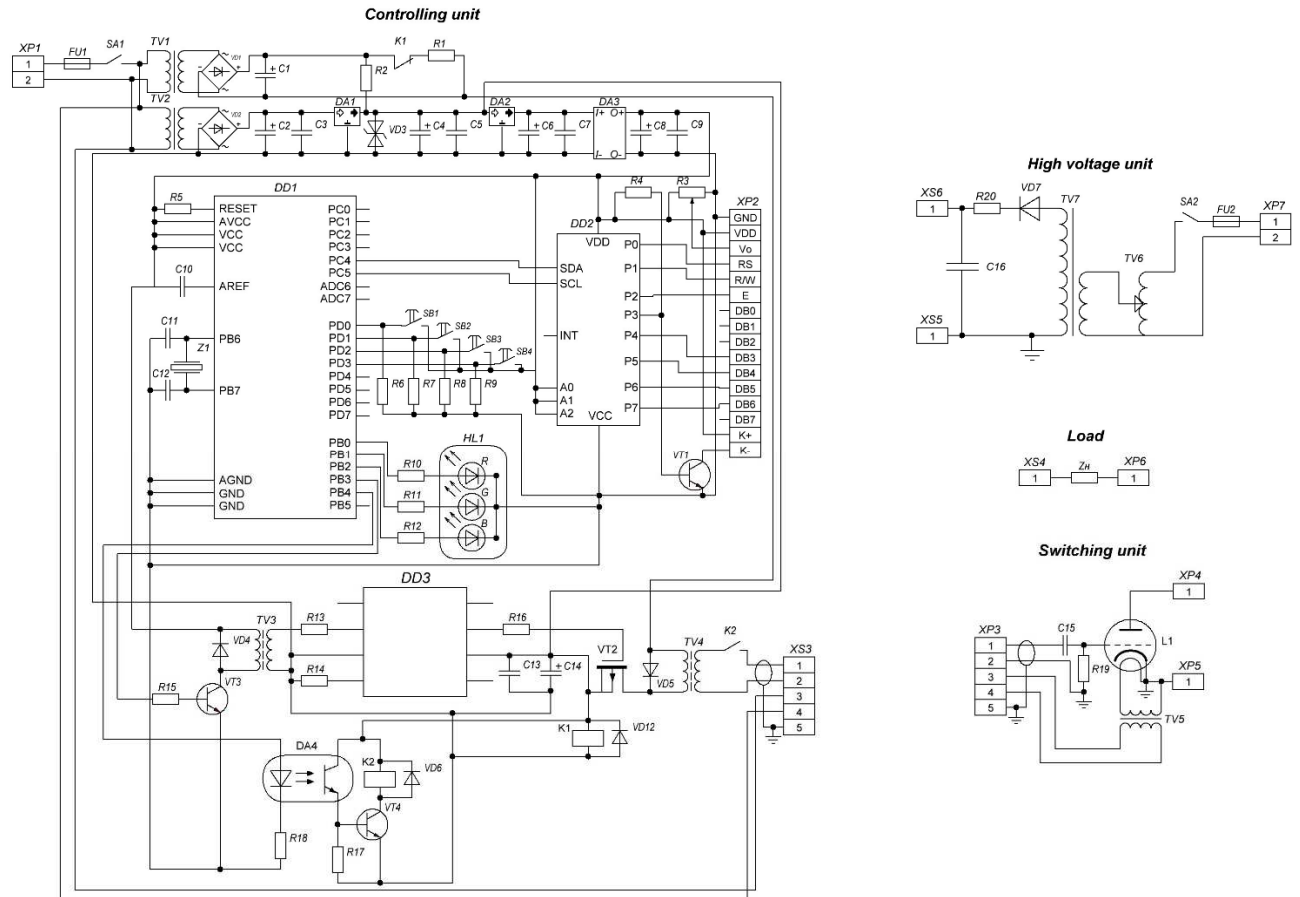 Controlling unit
XP1
1
2
FU1
SA1
TV1
VD1
+ C1
K1
R1
R2
TV2
VD2
+ C2
C3
DA1
VD3
+ C4
C5
DA2
+ C6
C7
DA3
I+ O+
I- O-
+ C8
C9
R5
DD1
RESET
AVCC
VCC
VCC
AREF
PB6
PB7
AGND
GND
GND
PC0
PC1
PC2
PC3
PC4
PC5
ADC6
ADC7
PD0
PD1
PD2
PD3
PD4
PD5
PD6
PD7
PB0
PB1
PB2
PB3
PB4
PB5
C10
C11
Z1
C12
SB1
SB2
SB3
SB4
R6
R7
R8
R9
R4
R3
DD2
VDD
SDA
SCL
INT
A0
A1
A2
VCC
P0
P1
P2
P3
P4
P5
P6
P7
XP2
GND
VDD
Vo
RS
R/W
E
DB0
DB1
DB2
DB3
DB4
DB5
DB6
DB7
K+
K-
VT1
HL1
R
G
B
R10
R11
R12
DD3
TV3
R13
R14
VD4
R15
VT3
R16
C13
C14
+
VT2
VD5
TV4
K2
XS3
1
2
3
4
5
K1
VD12
DA4
K2
VD6
VT4
R18
R17
High voltage unit
XS6
1
R20
VD7
TV7
SA2
FU2
XP7
1
2
C16
TV6
XS5
1
Load
XS4
1
Zн
XP6
1
Switching unit
XP4
1
XP3
1
2
3
4
5
C15
R19
L1
XP5
1
TV5